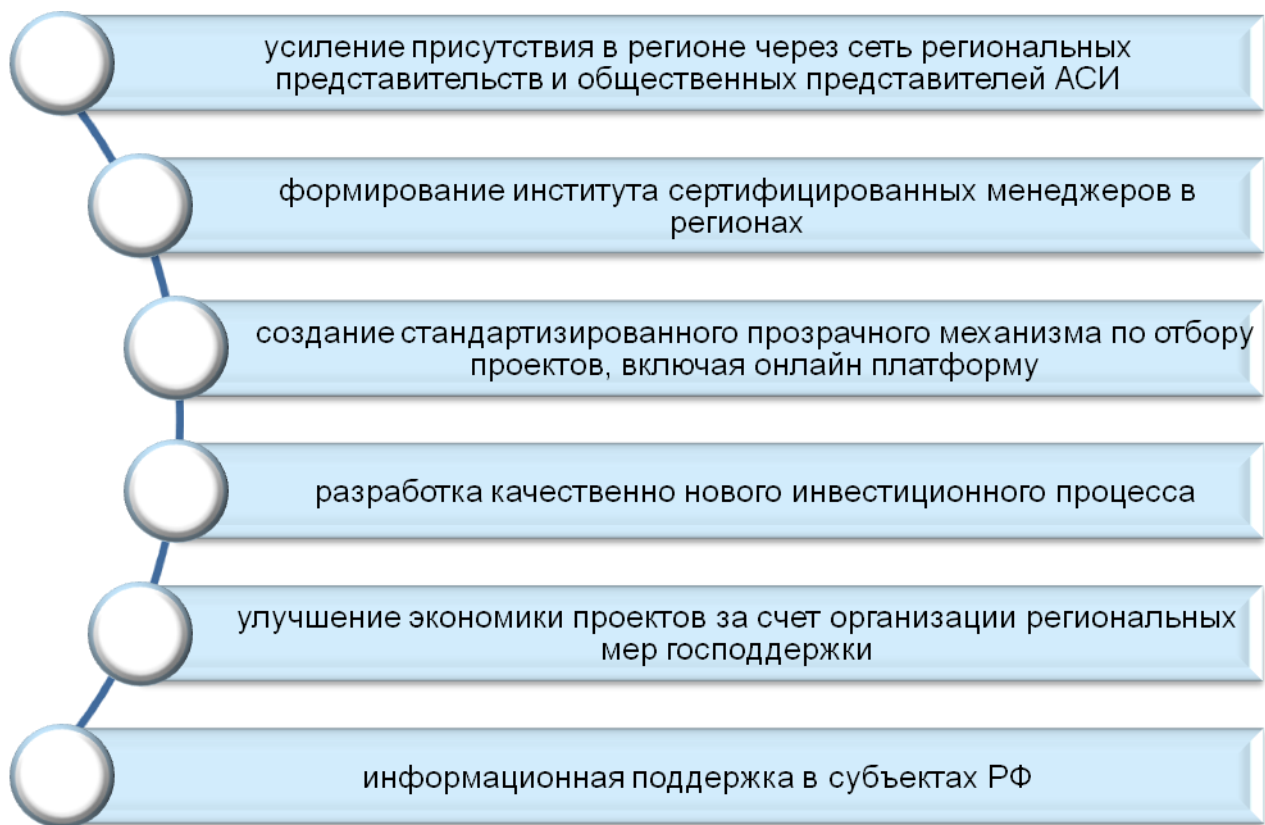 усиление присутствия в регионе через сеть региональных
представительств и общественных представителей АСИ
формирование института сертифицированных менеджеров в
регионах
создание стандартизированного прозрачного механизма по отбору
проектов, включая онлайн платформу
разработка качественно нового инвестиционного процесса
улучшение экономики проектов за счет организации региональных
мер господдержки
информационная поддержка в субъектах РФ